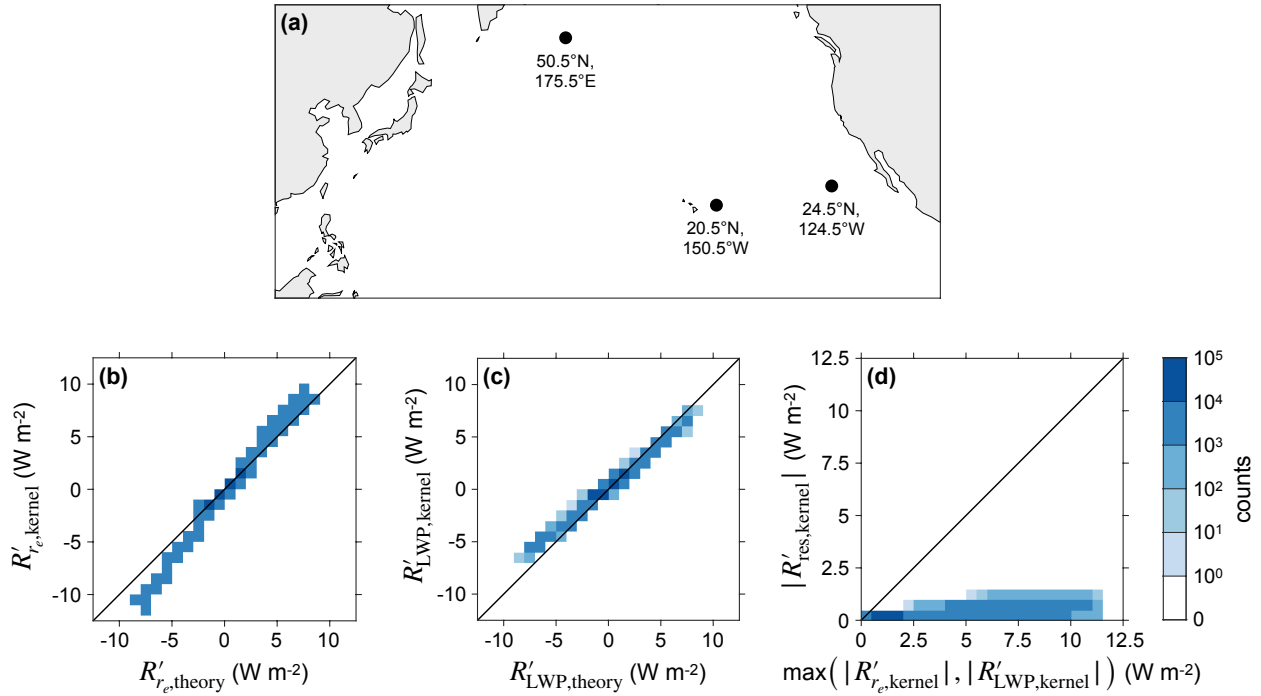 (a)
50.5°N,
175.5°E
20.5°N,
150.5°W
24.5°N,
124.5°W
(b)
10
5
0
-5
-10
-10 -5 0 5 10
R′rₑ,kernel (W m-2)
R′rₑ,theory (W m-2)
(c)
10
5
0
-5
-10
-10 -5 0 5 10
R′LWP,kernel (W m-2)
R′LWP,theory (W m-2)
(d)
12.5
10
7.5
5
2.5
0
0 2.5 5 7.5 10 12.5
|R′res,kernel| (W m-2)
max(|R′rₑ,kernel|, |R′LWP,kernel|) (W m-2)
10⁵
10⁴
10³
10²
10¹
10⁰
0
counts